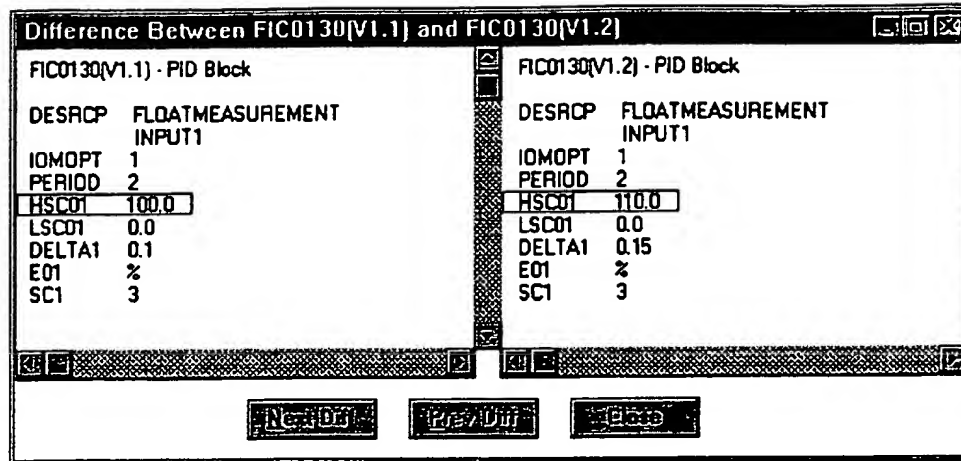 Difference Between FIC0130(V1.1) and FIC0130(V1.2)
FIC0130(V1.1) - PID Block
DESRCP FLOATMEASUREMENT
INPUT1
IOMOPT 1
PERIOD 2
HSC01 100.0
LSC01 0.0
DELTA1 0.1
E01 %
SC1 3
FIC0130(V1.2) - PID Block
DESRCP FLOATMEASUREMENT
INPUT1
IOMOPT 1
PERIOD 2
HSC01 110.0
LSC01 0.0
DELTA1 0.15
E01 %
SC1 3
Next Diff
Prev Diff
Close